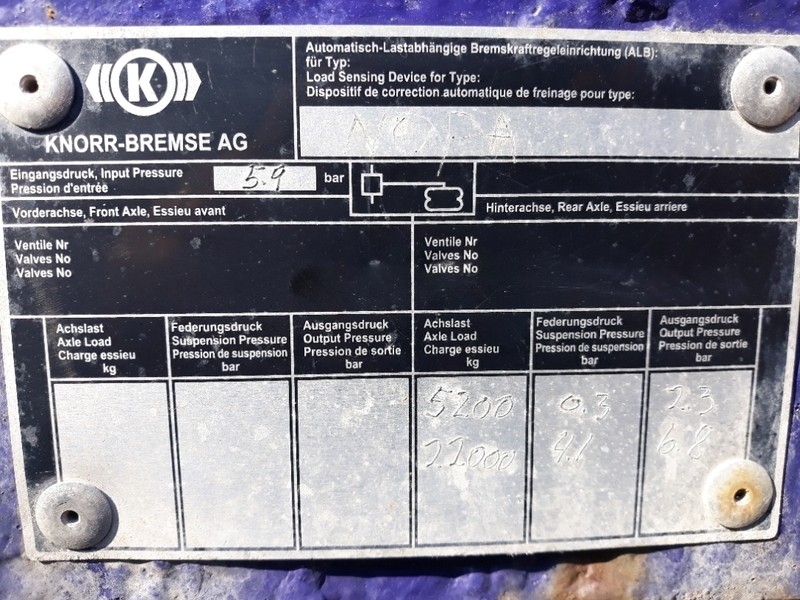 K
KNORR-BREMSE AG
Automatisch-Lastabhängige Bremskraftregeleinrichtung (ALB):
für Typ:
Load Sensing Device for Type:
Dispositif de correction automatique de freinage pour type:
NOPA
Eingangsdruck, Input Pressure
Pression d'entrée
5.9
bar
Vorderachse, Front Axle, Essieu avant
Hinterachse, Rear Axle, Essieu arriere
Ventile Nr
Valves No
Valves No
Ventile Nr
Valves No
Valves No
Achslast
Axle Load
Charge essieu
kg
Federungsdruck
Suspension Pressure
Pression de suspension
bar
Ausgangsdruck
Output Pressure
Pression de sortie
bar
Achslast
Axle Load
Charge essieu
kg
Federungsdruck
Suspension Pressure
Pression de suspension
bar
Ausgangsdruck
Output Pressure
Pression de sortie
bar
5200 0.3 2.3
22000 4.1 6.8